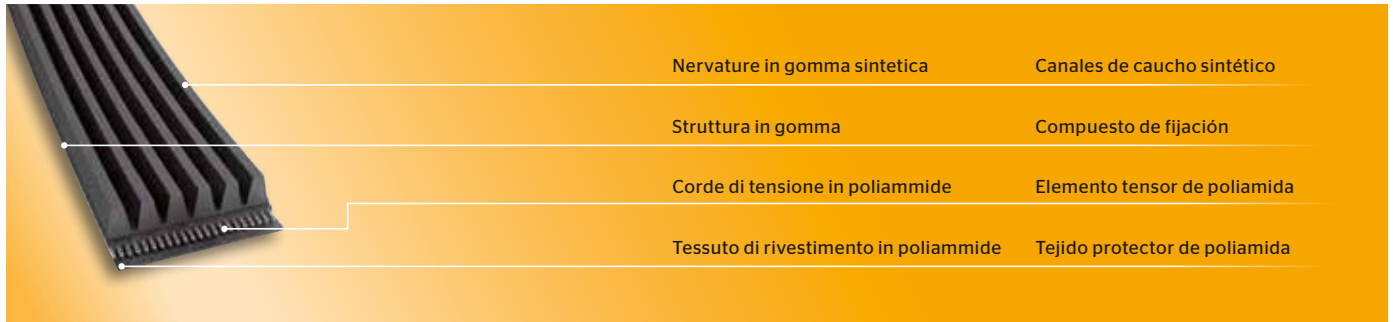 Nervature in gomma sintetica Canales de caucho sintético
Struttura in gomma Compuesto de fijación
Corde di tensione in poliammide Elemento tensor de poliamida
Tessuto di rivestimento in poliammide Tejido protector de poliamida